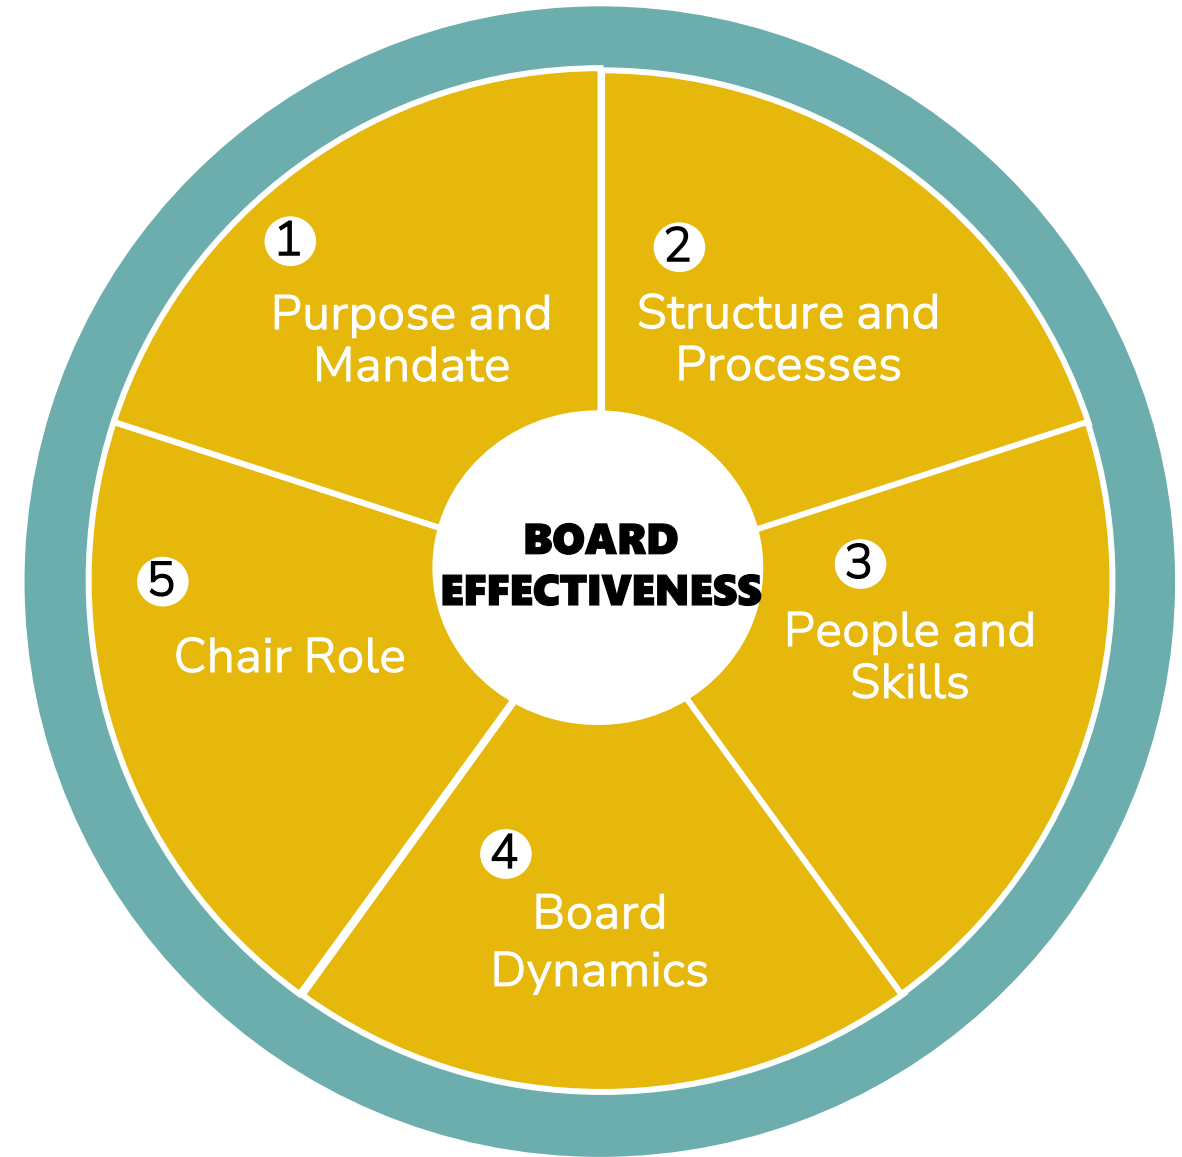 1
Purpose and
Mandate
2
Structure and
Processes
BOARD
EFFECTIVENESS
3
People and
Skills
4
Board
Dynamics
5
Chair Role